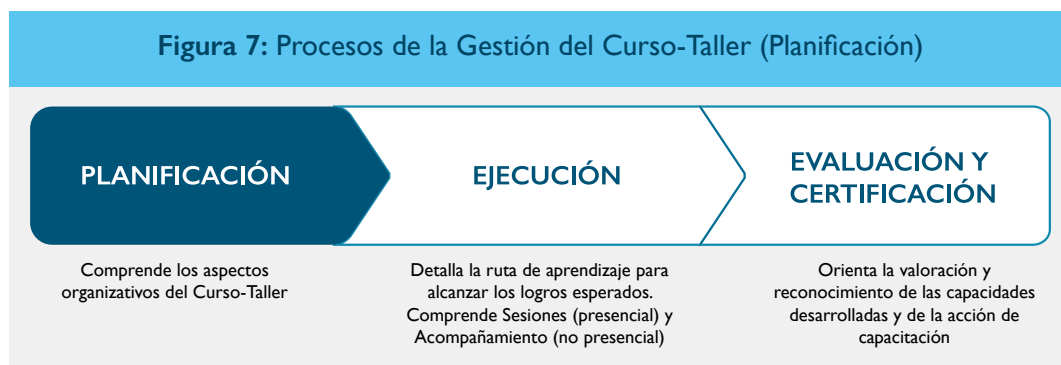 Figura 7: Procesos de la Gestión del Curso-Taller (Planificación)
PLANIFICACIÓN
Comprende los aspectos
organizativos del Curso-Taller
EJECUCIÓN
Detalla la ruta de aprendizaje para
alcanzar los logros esperados.
Comprende Sesiones (presencial) y
Acompañamiento (no presencial)
EVALUACIÓN Y
CERTIFICACIÓN
Orienta la valoración y
reconocimiento de las capacidades
desarrolladas y de la acción de
capacitación